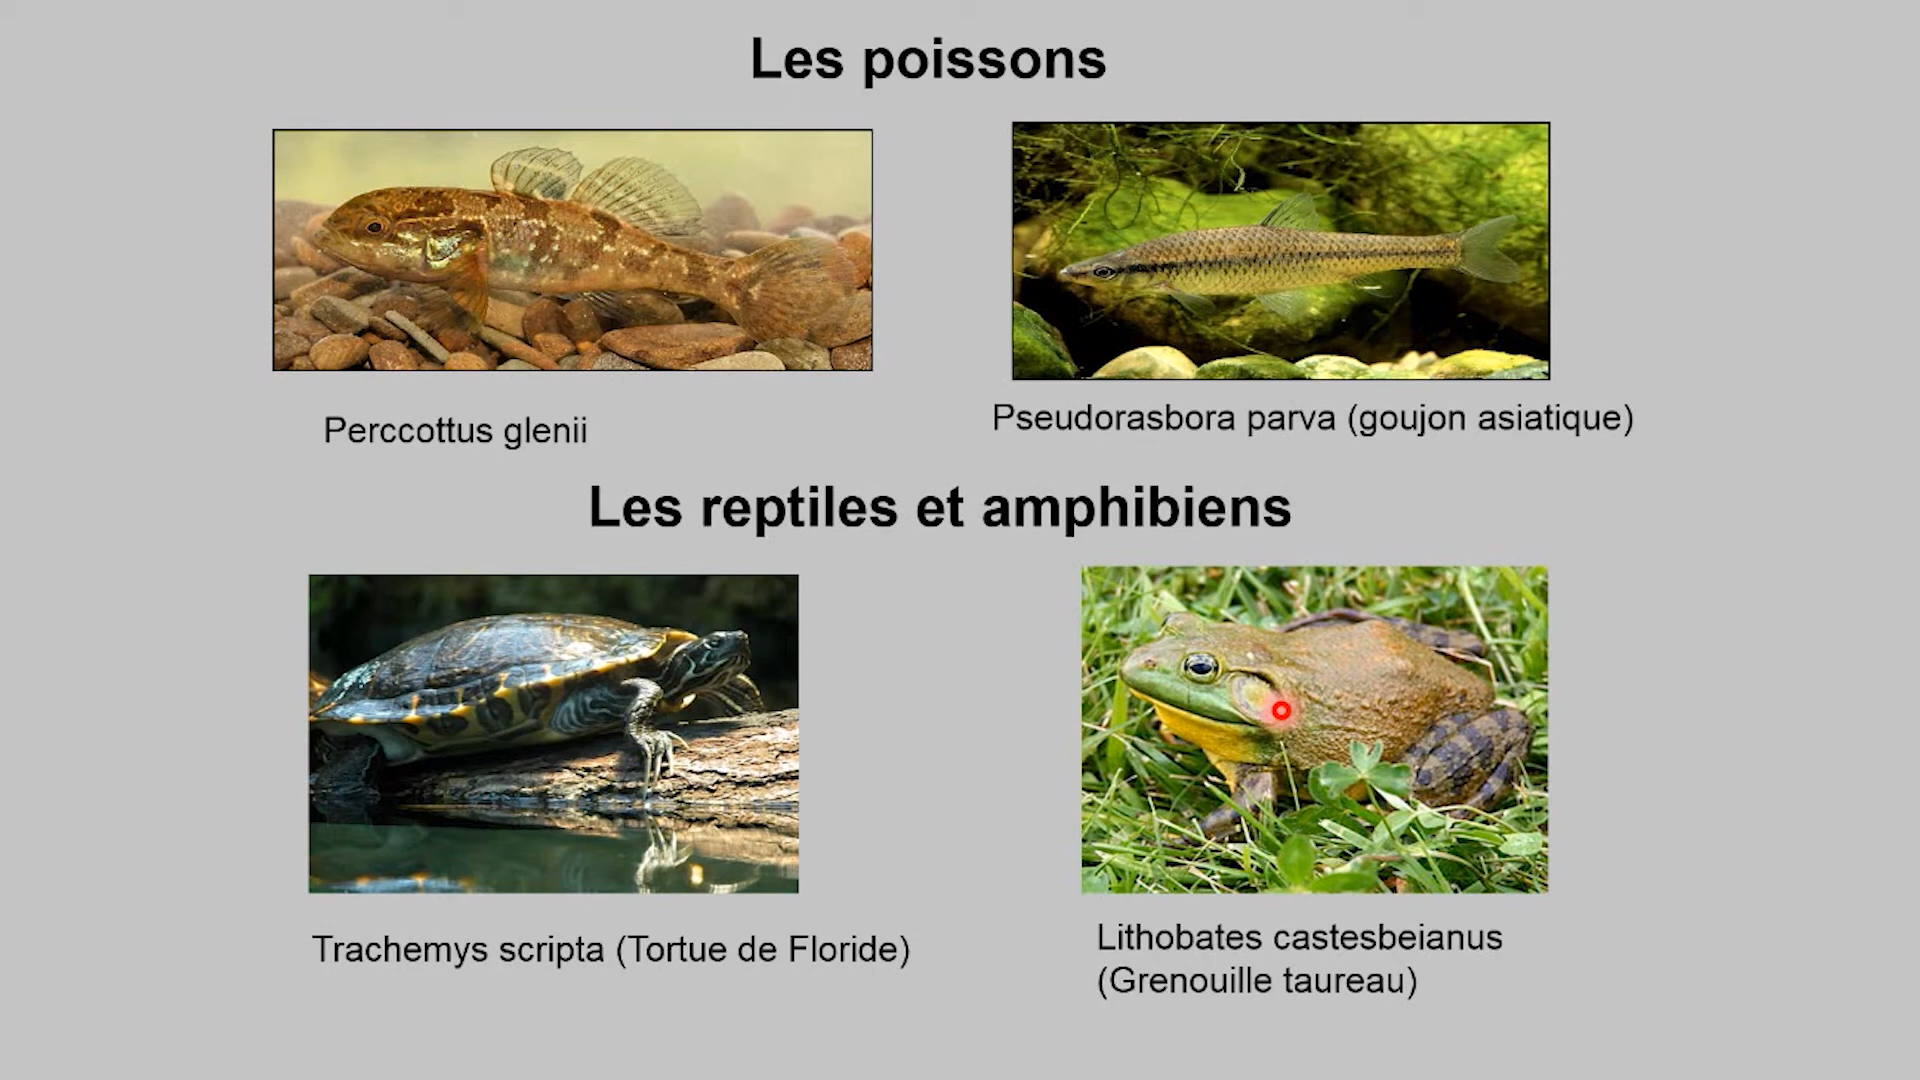 Les poissons
Perccottus glenii
Pseudorasbora parva (goujon asiatique)
Les reptiles et amphibiens
Trachemys scripta (Tortue de Floride)
Lithobates castesbeianus
(Grenouille taureau)